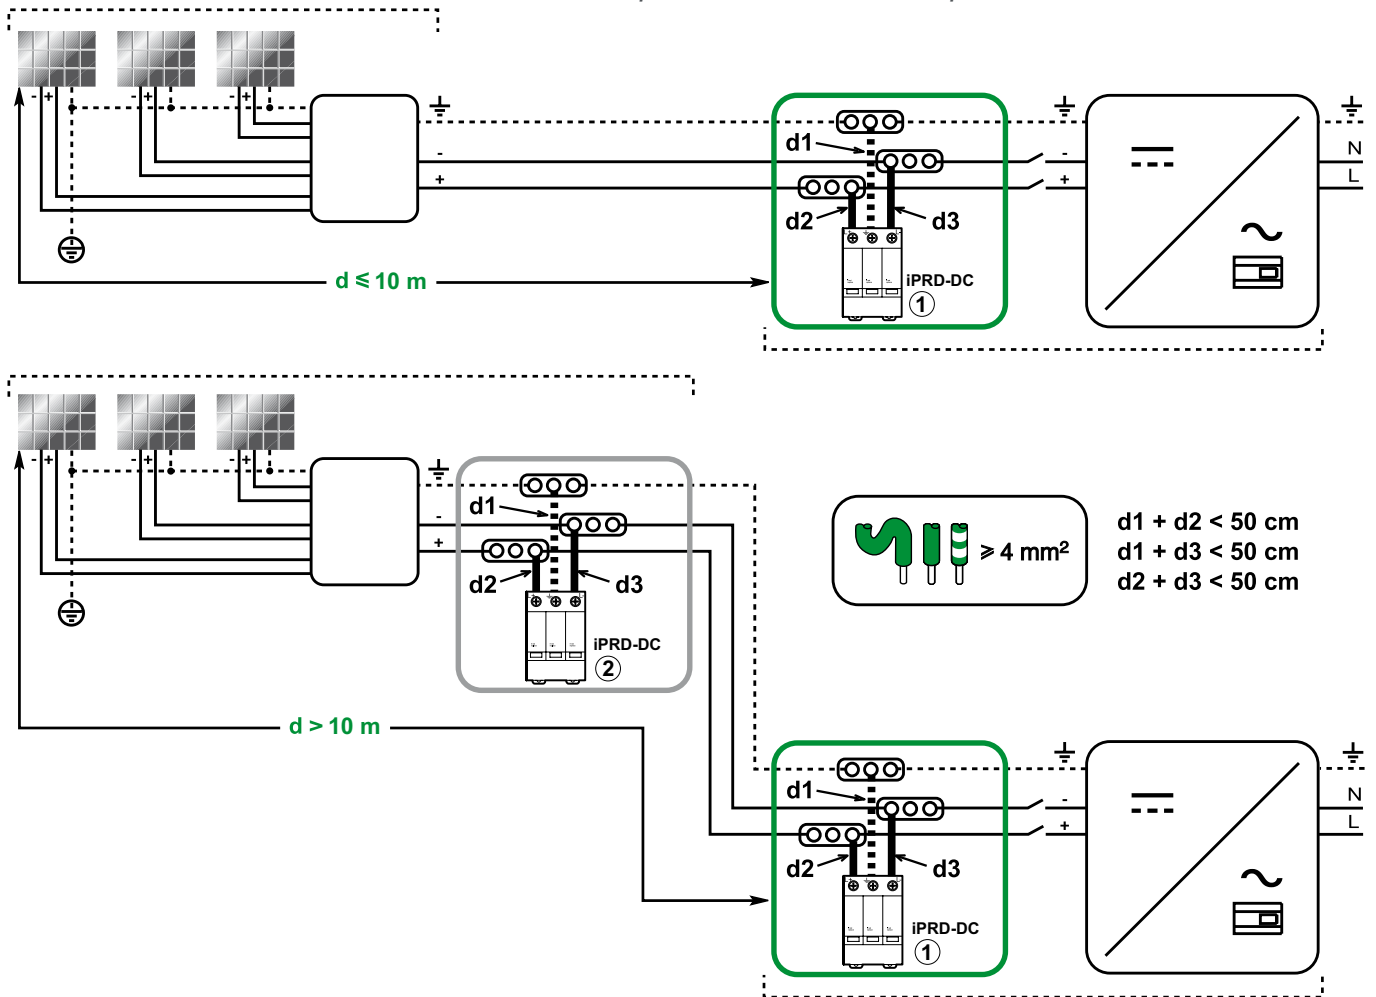 - + - + - +
-
+
d1
d2
d3
iPRD-DC
1
d ≤ 10 m
-
+
N
L
- + - + - +
-
+
d1
d2
d3
iPRD-DC
2
d > 10 m
≥ 4 mm²
d1 + d2 < 50 cm
d1 + d3 < 50 cm
d2 + d3 < 50 cm
d1
d2
d3
iPRD-DC
1
-
+
N
L